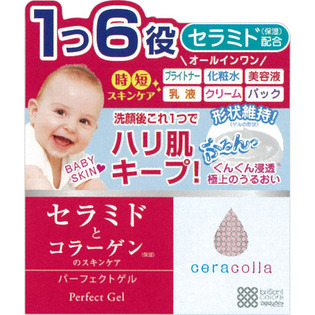 1つ6役
セラミド(保湿)配合
オールインワン
時短
スキンケア
ブライトナー 化粧水 美容液
乳液 クリーム パック
洗顔後これ1つで
ハリ肌
キープ!
形状維持!
ぷるんっ
BABY
SKIN
ぐんぐん浸透
極上のうるおい
セラミド
と
コラーゲン(保湿)
のスキンケア
パーフェクトゲル
Perfect Gel
ceracolla